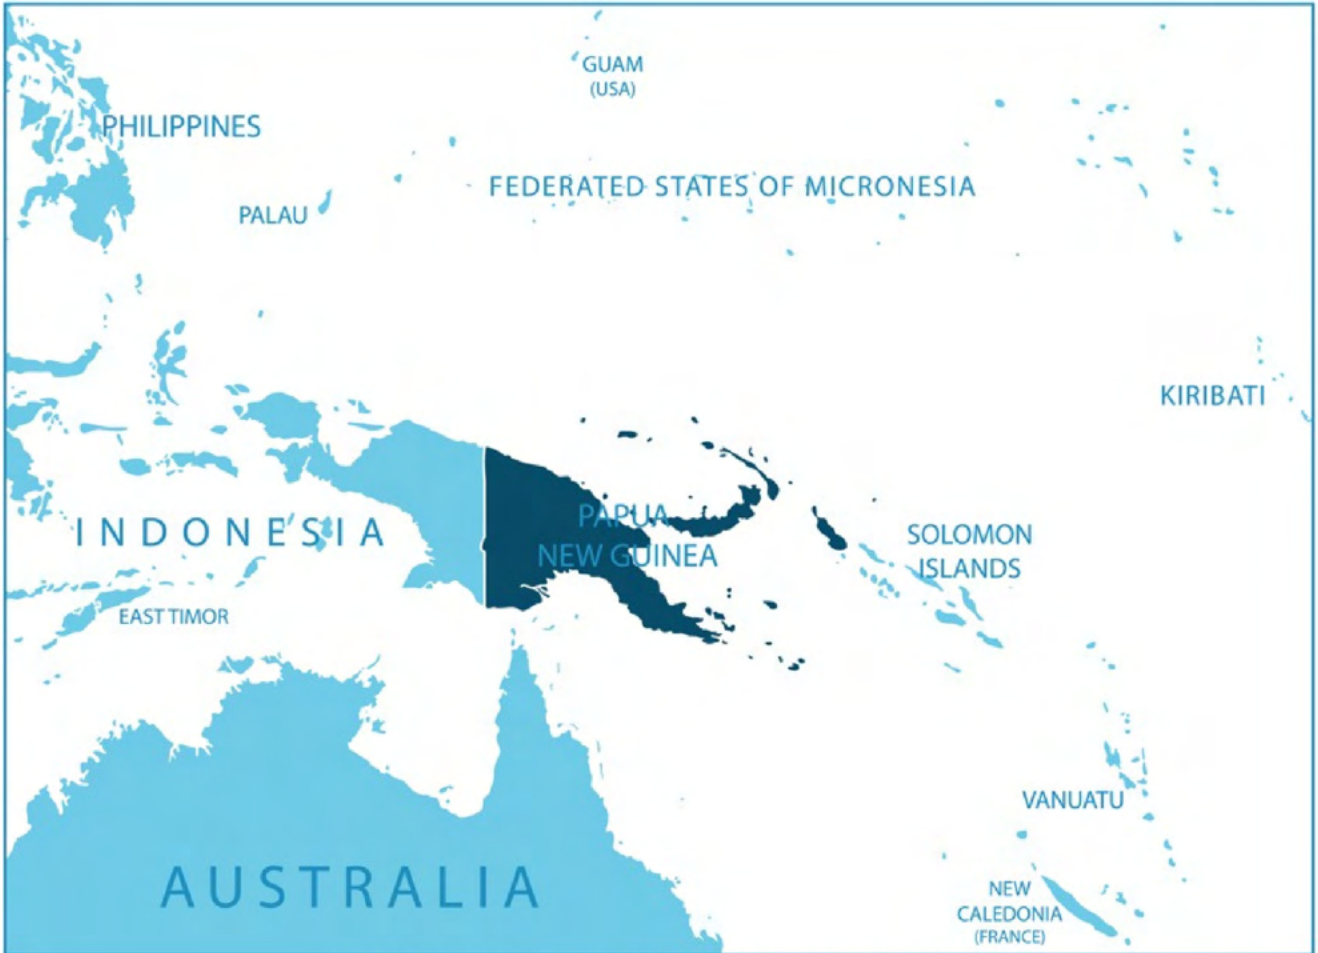 GUAM
(USA)
PHILIPPINES
FEDERATED STATES OF MICRONESIA
PALAU
KIRIBATI
PAPUA
NEW GUINEA
INDONESIA
SOLOMON
ISLANDS
EAST TIMOR
VANUATU
AUSTRALIA
NEW
CALEDONIA
(FRANCE)